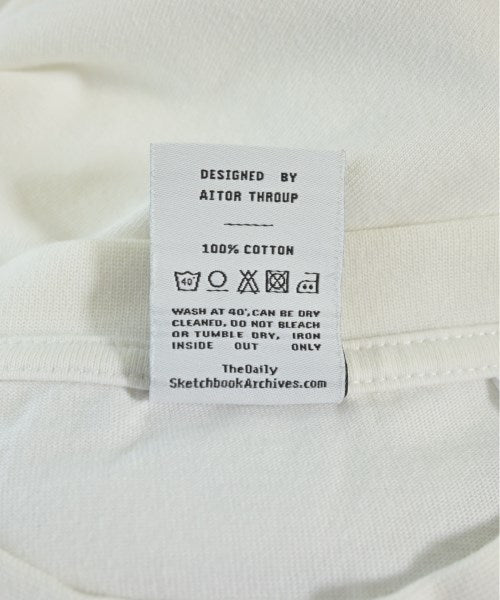 DESIGNED BY
AITOR THROUP
100% COTTON
40°
WASH AT 40°, CAN BE DRY
CLEANED, DO NOT BLEACH
OR TUMBLE DRY, IRON
INSIDE OUT ONLY
TheDaily
SketchbookArchives.com